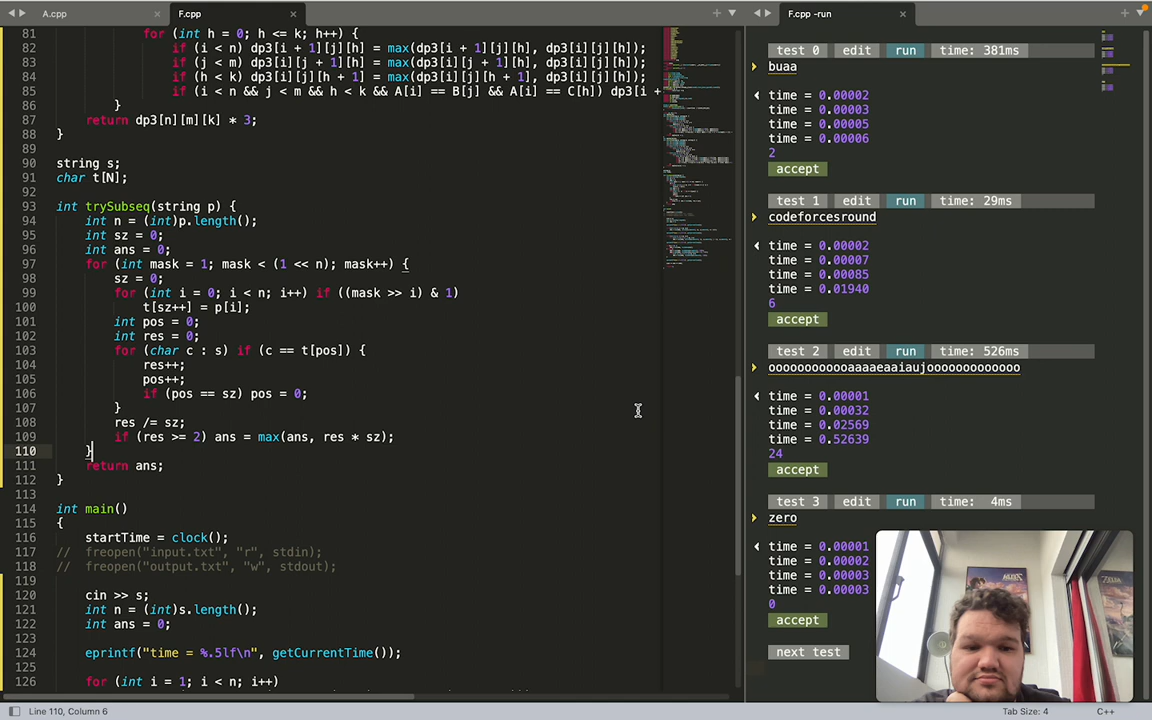 A.cpp
F.cpp
F.cpp -run
81 for (int h = 0; h <= k; h++) {
82 if (i < n) dp3[i + 1][j][h] = max(dp3[i + 1][j][h], dp3[i][j][h]);
83 if (j < m) dp3[i][j + 1][h] = max(dp3[i][j + 1][h], dp3[i][j][h]);
84 if (h < k) dp3[i][j][h + 1] = max(dp3[i][j][h + 1], dp3[i][j][h]);
85 if (i < n && j < m && h < k && A[i] == B[j] && A[i] == C[h]) dp3[i +
86 }
87 return dp3[n][m][k] * 3;
88 }
89
90 string s;
91 char t[N];
92
93 int trySubseq(string p) {
94 int n = (int)p.length();
95 int sz = 0;
96 int ans = 0;
97 for (int mask = 1; mask < (1 << n); mask++) {
98 sz = 0;
99 for (int i = 0; i < n; i++) if ((mask >> i) & 1)
100 t[sz++] = p[i];
101 int pos = 0;
102 int res = 0;
103 for (char c : s) if (c == t[pos]) {
104 res++;
105 pos++;
106 if (pos == sz) pos = 0;
107 }
108 res /= sz;
109 if (res >= 2) ans = max(ans, res * sz);
110 }
111 return ans;
112 }
113
114 int main()
115 {
116 startTime = clock();
117 // freopen("input.txt", "r", stdin);
118 // freopen("output.txt", "w", stdout);
119
120 cin >> s;
121 int n = (int)s.length();
122 int ans = 0;
123
124 eprintf("time = %.5lf\n", getCurrentTime());
125
126 for (int i = 1; i < n; i++)
test 0 edit run time: 381ms
buaa
time = 0.00002
time = 0.00003
time = 0.00005
time = 0.00006
2
accept
test 1 edit run time: 29ms
codeforcesround
time = 0.00002
time = 0.00007
time = 0.00085
time = 0.01940
6
accept
test 2 edit run time: 526ms
time = 0.00001
time = 0.00032
time = 0.02569
time = 0.52639
24
accept
test 3 edit run time: 4ms
zero
time = 0.00001
time = 0.00002
time = 0.00003
time = 0.00003
0
accept
next test
ZELDA
Line 110, Column 6
Tab Size: 4
C++